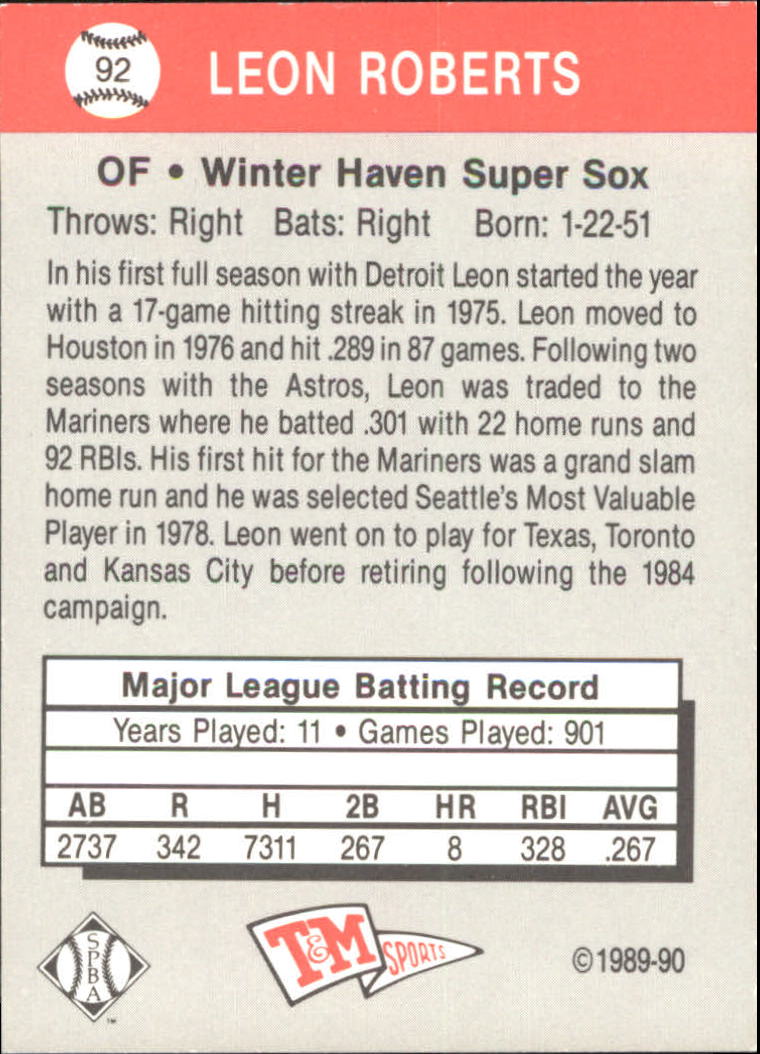 92
LEON ROBERTS
OF • Winter Haven Super Sox
Throws: Right Bats: Right Born: 1-22-51
In his first full season with Detroit Leon started the year
with a 17-game hitting streak in 1975. Leon moved to
Houston in 1976 and hit .289 in 87 games. Following two
seasons with the Astros, Leon was traded to the
Mariners where he batted .301 with 22 home runs and
92 RBIs. His first hit for the Mariners was a grand slam
home run and he was selected Seattle's Most Valuable
Player in 1978. Leon went on to play for Texas, Toronto
and Kansas City before retiring following the 1984
campaign.
Major League Batting Record
Years Played: 11 • Games Played: 901
AB R H 2B HR RBI AVG
2737 342 7311 267 8 328 .267
SPBA
™
T&M SPORTS
©1989-90